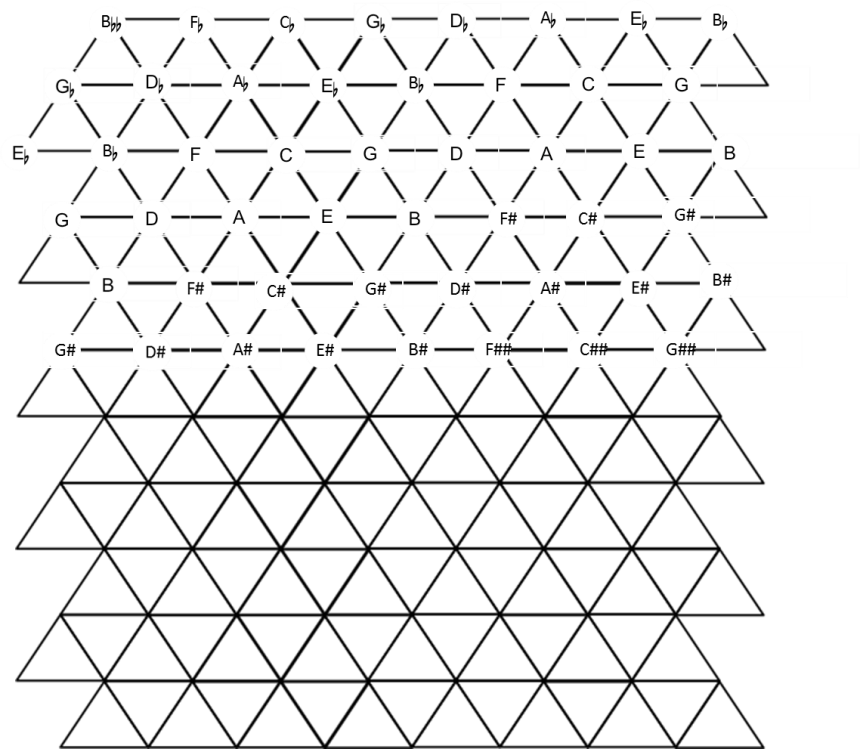 B♭♭ F♭ C♭ G♭ D♭ A♭ E♭ B♭
G♭ D♭ A♭ E♭ B♭ F C G
E♭ B♭ F C G D A E B
G D A E B F# C# G#
B F# C# G# D# A# E# B#
G# D# A# E# B# F## C## G##